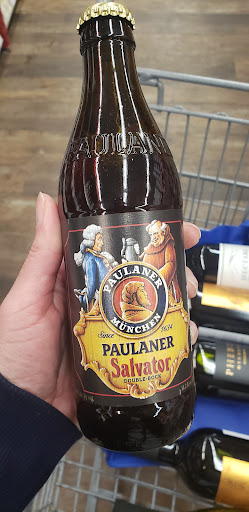 PAULANER
PAULANER
MÜNCHEN
Since 1634
PAULANER
Salvator
DOUBLE-BOCK